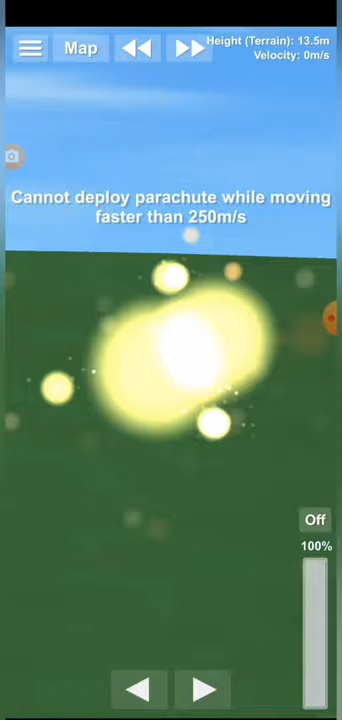 Map
Height (Terrain): 13.5m
Velocity: 0m/s
Cannot deploy parachute while moving
faster than 250m/s
Off
100%